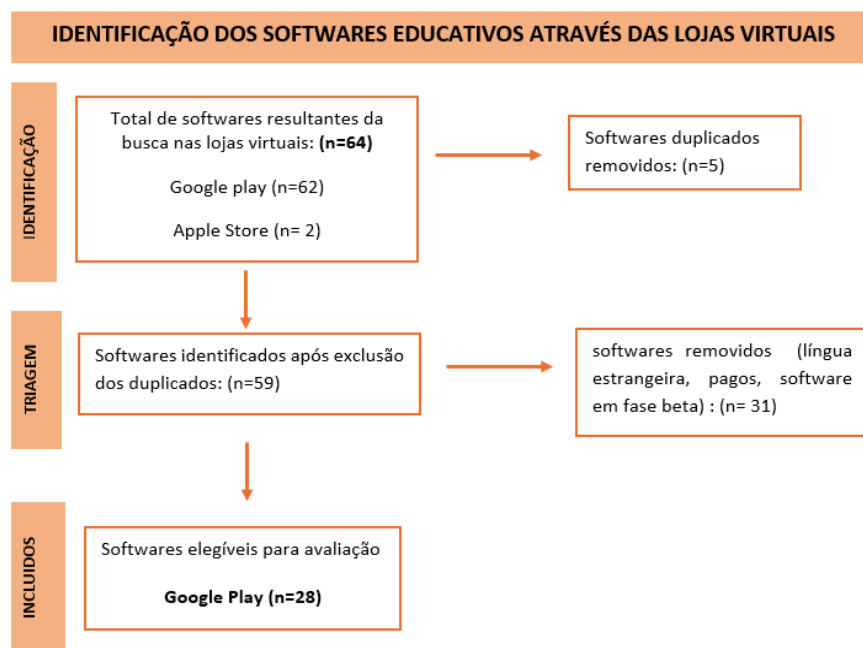 IDENTIFICAÇÃO DOS SOFTWARES EDUCATIVOS ATRAVÉS DAS LOJAS VIRTUAIS
IDENTIFICAÇÃO
Total de softwares resultantes da
busca nas lojas virtuais: (n=64)
Google play (n=62)
Apple Store (n= 2)
Softwares duplicados
removidos: (n=5)
TRIAGEM
Softwares identificados após exclusão
dos duplicados: (n=59)
softwares removidos (língua
estrangeira, pagos, software
em fase beta) : (n= 31)
INCLUIDOS
Softwares elegíveis para avaliação
Google Play (n=28)